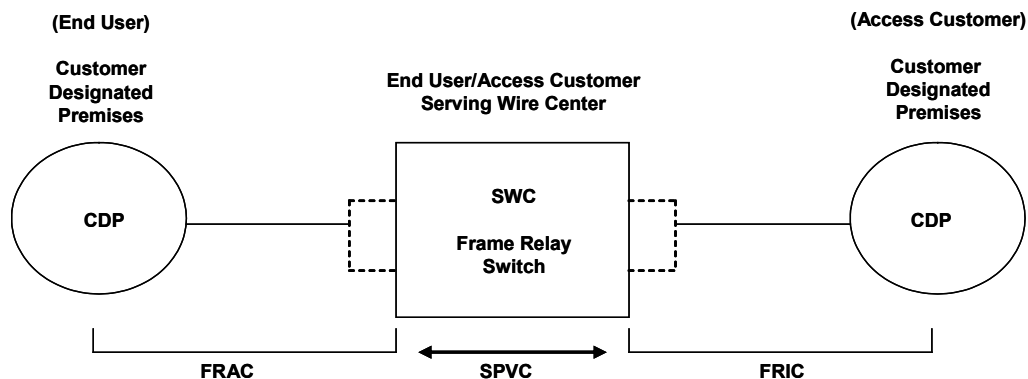 (End User)
Customer
Designated
Premises
CDP
End User/Access Customer
Serving Wire Center
SWC
Frame Relay
Switch
(Access Customer)
Customer
Designated
Premises
CDP
FRAC
SPVC
FRIC